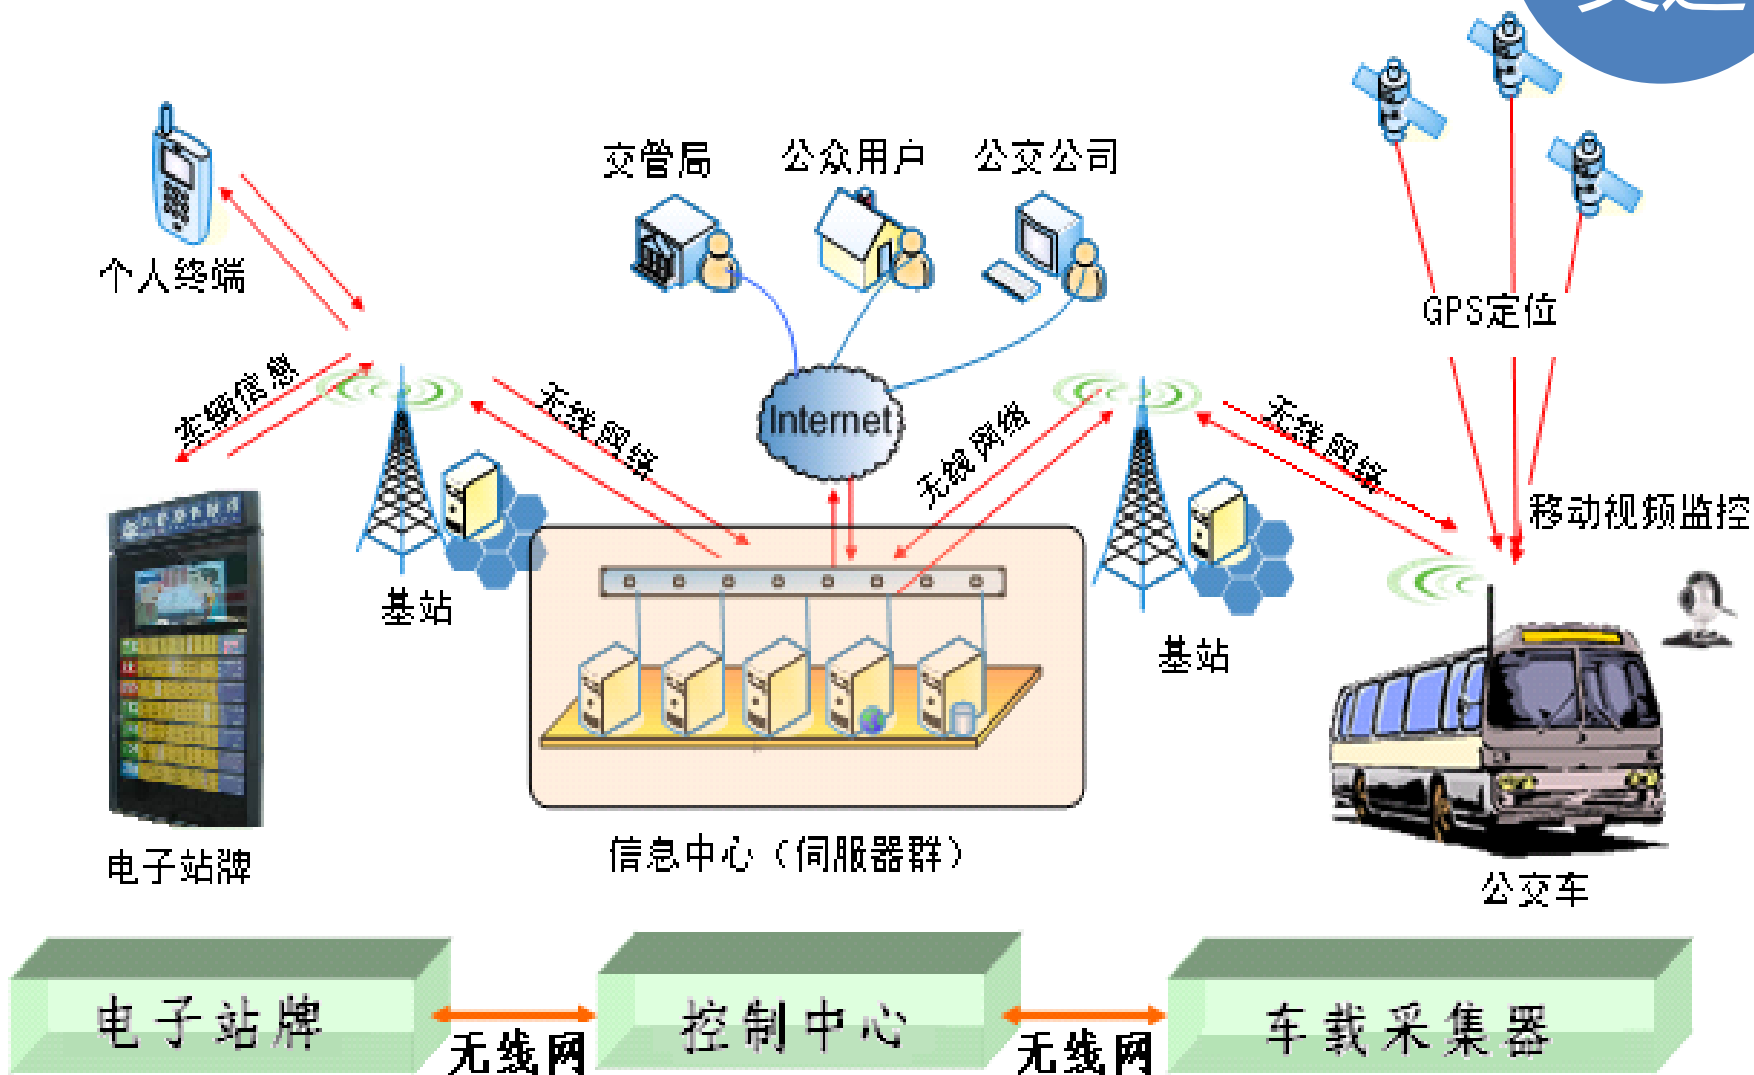 交管局
公众用户
公交公司
个人终端
GPS定位
车辆信息
无线网络
Internet
无线网络
无线网络
移动视频监控
基站
基站
信息中心（伺服器群）
电子站牌
公交车
电子站牌
无线网
控制中心
无线网
车载采集器